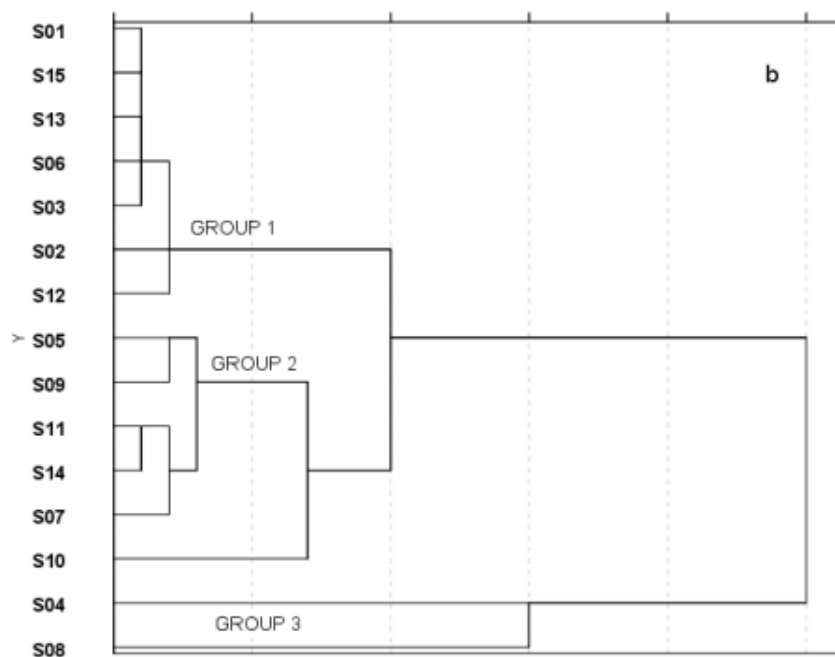 S01
b
S15
S13
S06
S03
GROUP 1
S02
S12
Y
S05
GROUP 2
S09
S11
S14
S07
S10
S04
GROUP 3
S08